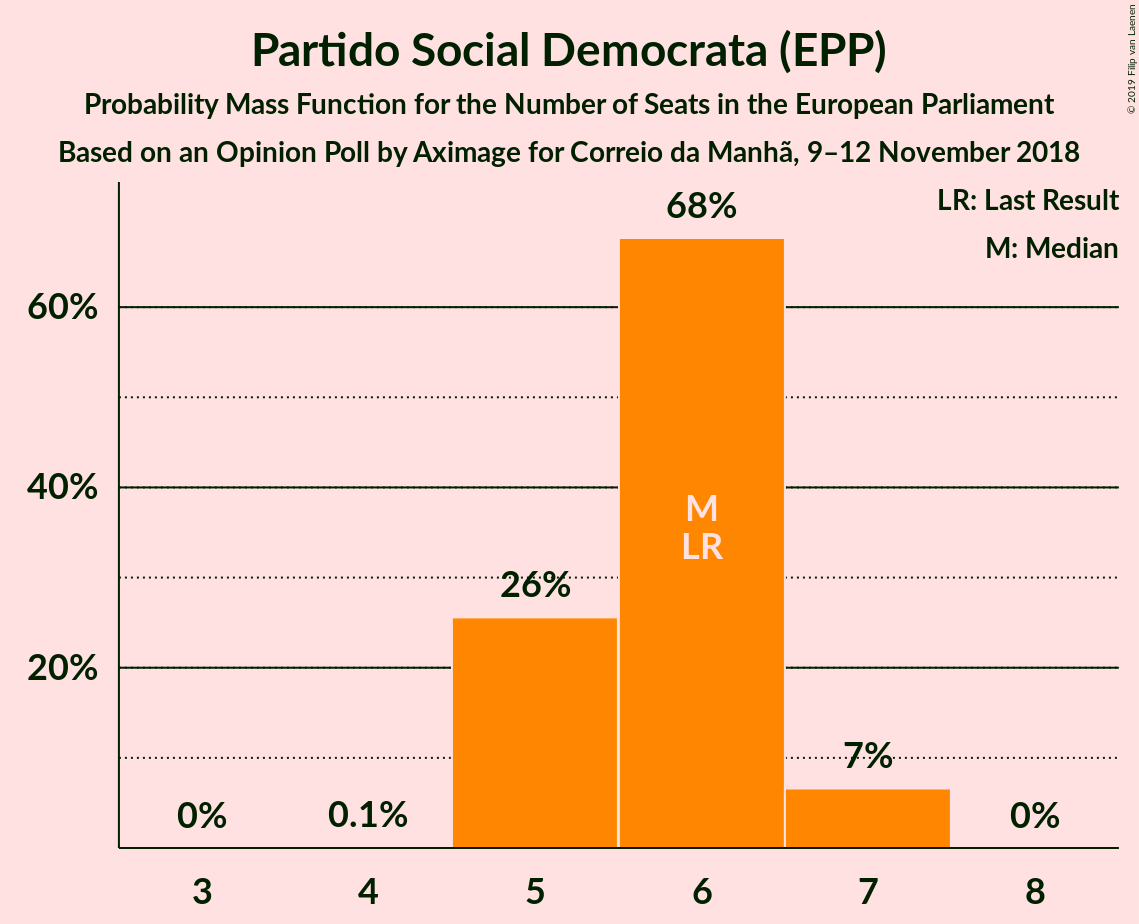 Partido Social Democrata (EPP)
Probability Mass Function for the Number of Seats in the European Parliament
Based on an Opinion Poll by Aximage for Correio da Manhã, 9–12 November 2018
© 2019 Filip van Laenen
LR: Last Result
M: Median
68%
60%
40%
M
LR
26%
20%
7%
0%
0.1%
0%
3 4 5 6 7 8